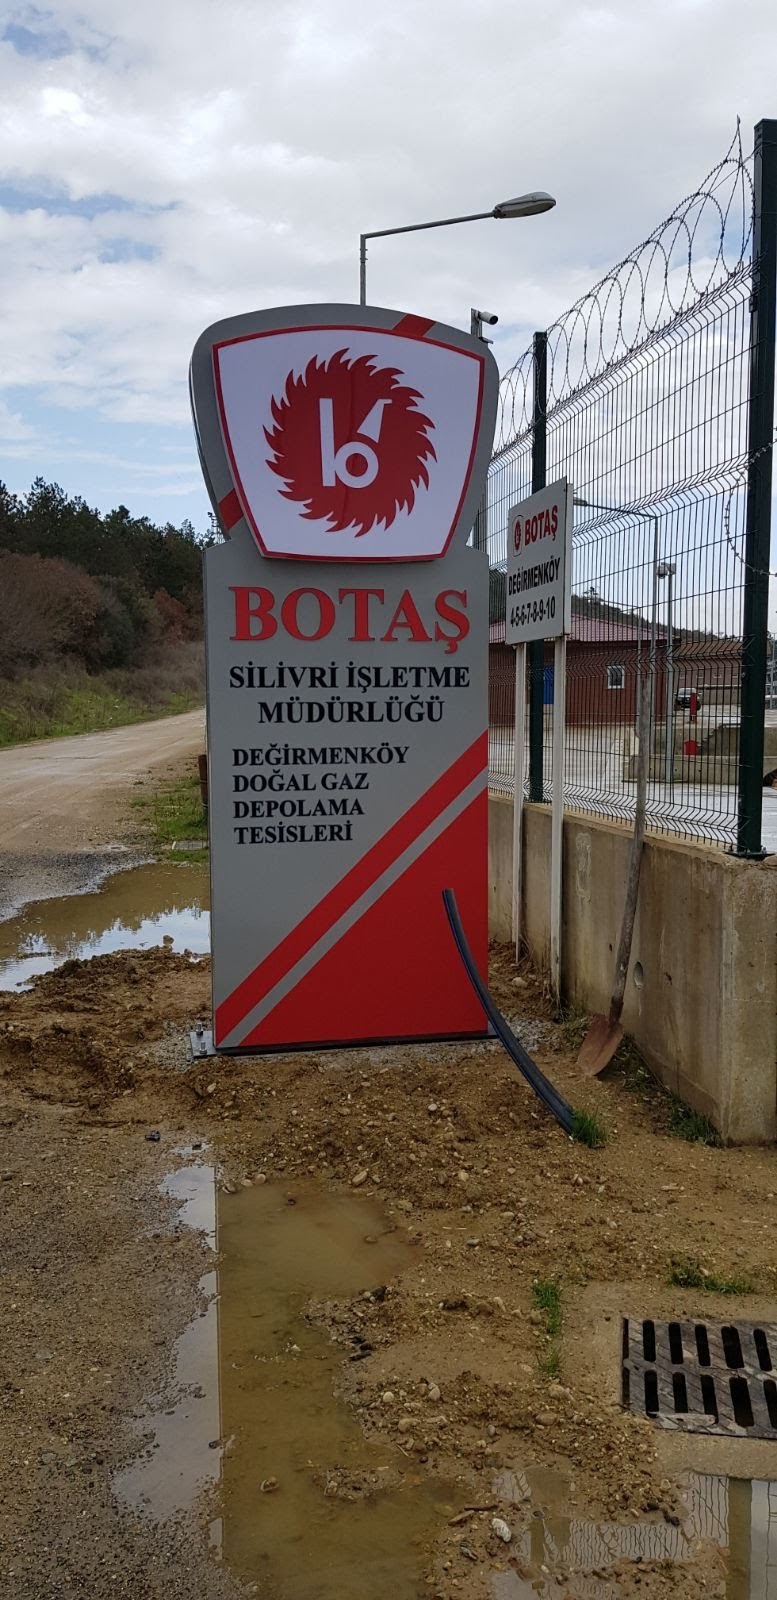 BOTAŞ
SİLİVRİ İŞLETME
MÜDÜRLÜĞÜ
DEĞİRMENKÖY
DOĞAL GAZ
DEPOLAMA
TESİSLERİ
BOTAŞ
DEĞİRMENKÖY
4-5-6-7-8-9-10